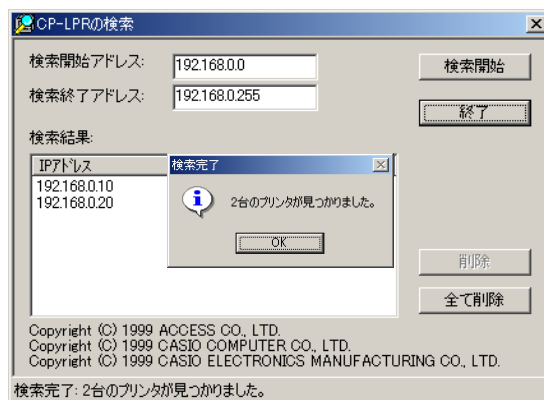 CP-LPRの検索
検索開始アドレス: 192.168.0.0 検索開始
検索終了アドレス: 192.168.0.255 終了
検索結果:
IPアドレス
192.168.0.10
192.168.0.20
検索完了
2台のプリンタが見つかりました。
OK
削除
全て削除
Copyright (C) 1999 ACCESS CO., LTD.
Copyright (C) 1999 CASIO COMPUTER CO., LTD.
Copyright (C) 1999 CASIO ELECTRONICS MANUFACTURING CO., LTD.
検索完了: 2台のプリンタが見つかりました。